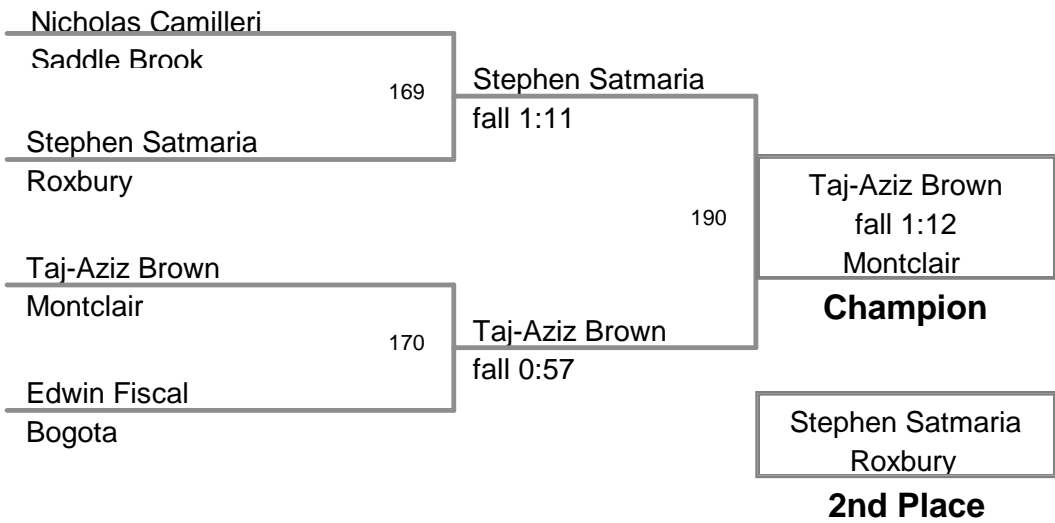 Nicholas Camilleri
Saddle Brook
169
Stephen Satmaria
fall 1:11
Stephen Satmaria
Roxbury
190
Taj-Aziz Brown
fall 1:12
Montclair
Champion
Taj-Aziz Brown
Montclair
170
Taj-Aziz Brown
fall 0:57
Edwin Fiscal
Bogota
Stephen Satmaria
Roxbury
2nd Place